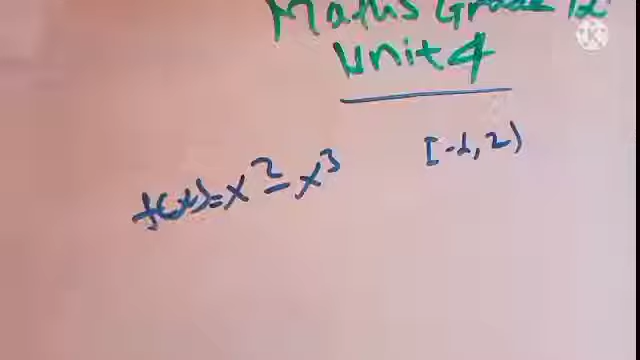 Maths Grade 12
Unit 4
f(x)=x²-x³ [-1,2)